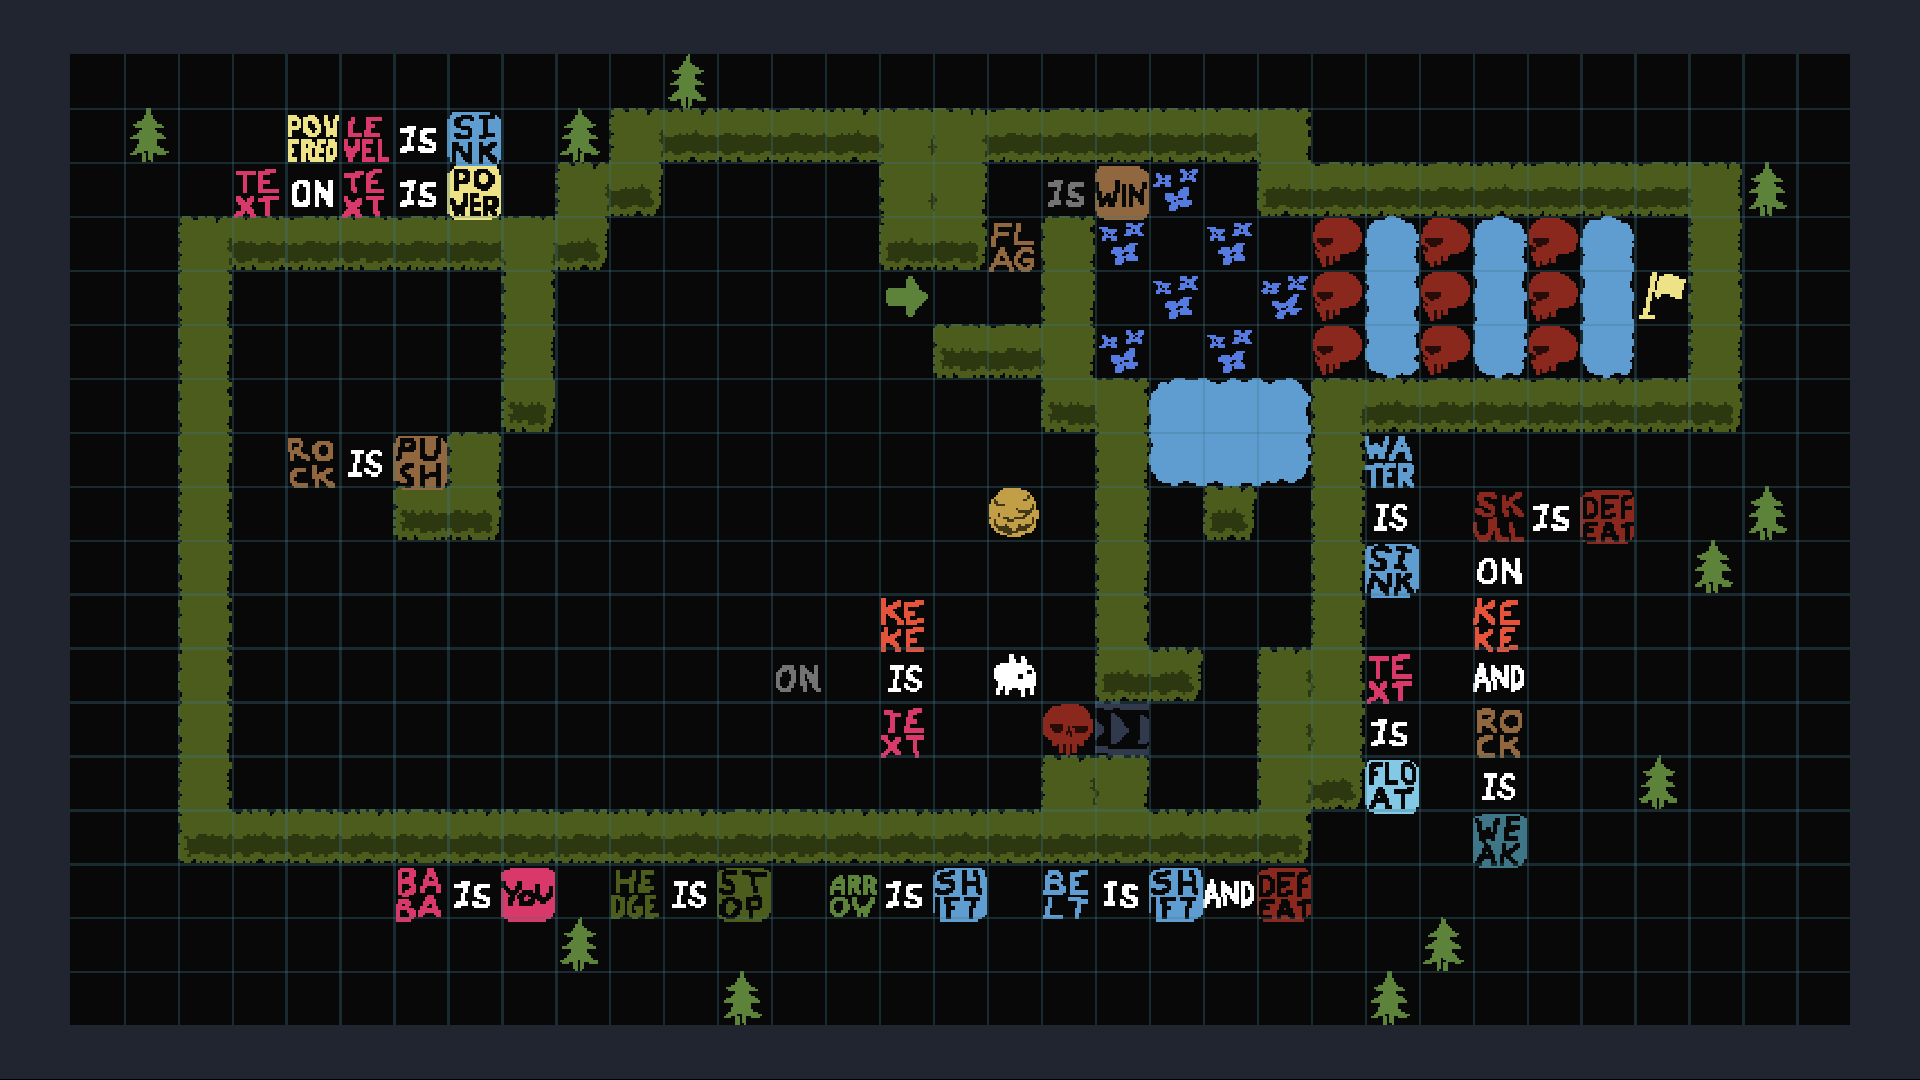 POWERED LEVEL IS SINK
TEXT ON TEXT IS POWER
IS WIN
FLAG
ROCK IS PUSH
WATER IS SINK
SKULL IS DEFEAT
SKULL ON KEKE AND ROCK IS WEAK
KEKE IS TEXT
ON
TEXT IS FLOAT
BABA IS YOU
HEDGE IS STOP
ARROW IS SHIFT
BELT IS SHIFT AND DEFEAT